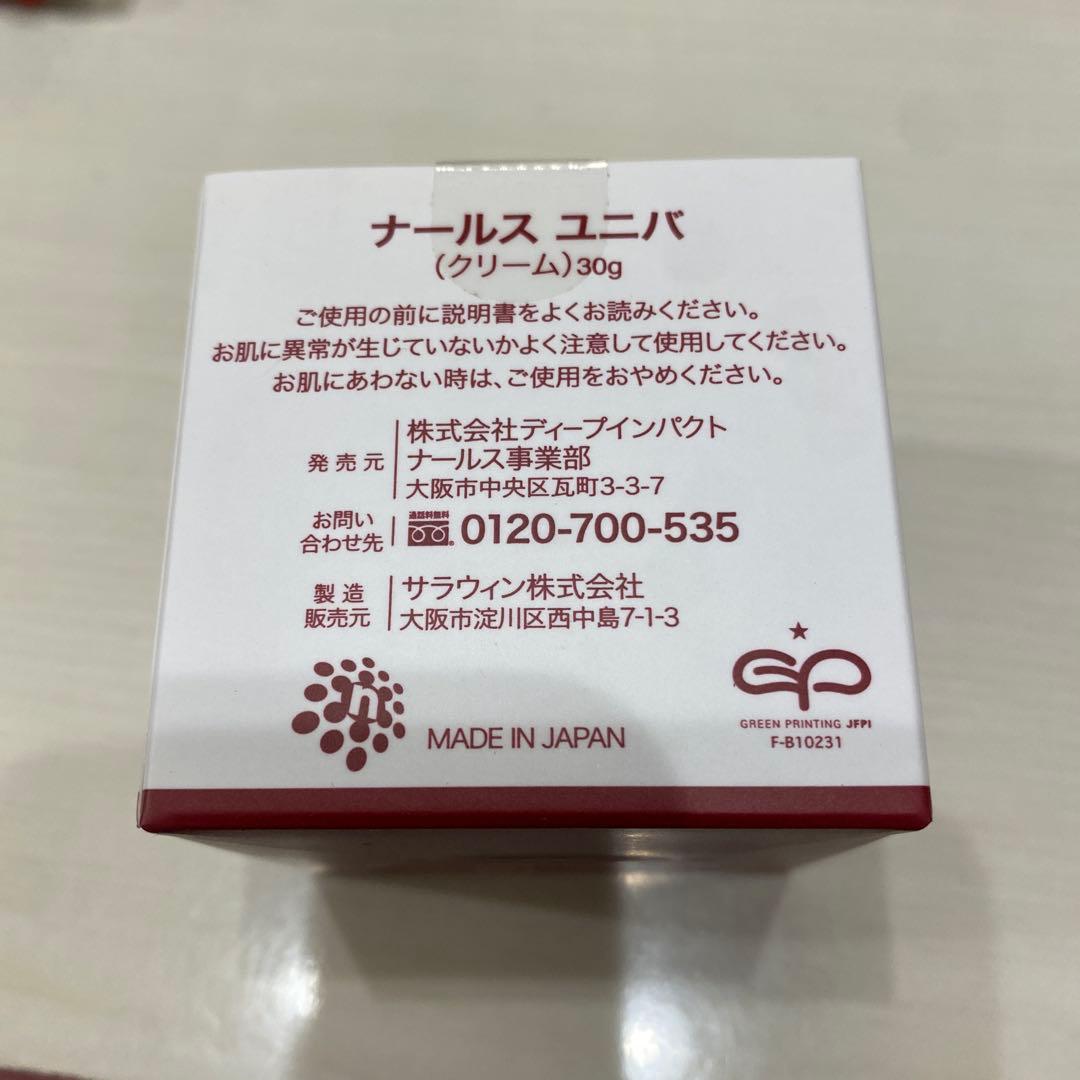 ナールス ユニバ
(クリーム)30g
ご使用の前に説明書をよくお読みください。
お肌に異常が生じていないかよく注意して使用してください。
お肌にあわない時は、ご使用をおやめください。
発売元
株式会社ディープインパクト
ナールス事業部
大阪市中央区瓦町3-3-7
お問い
合わせ先
通話料無料
0120-700-535
製造
販売元
サラウィン株式会社
大阪市淀川区西中島7-1-3
MADE IN JAPAN
GP
GREEN PRINTING JFPI
F-B10231